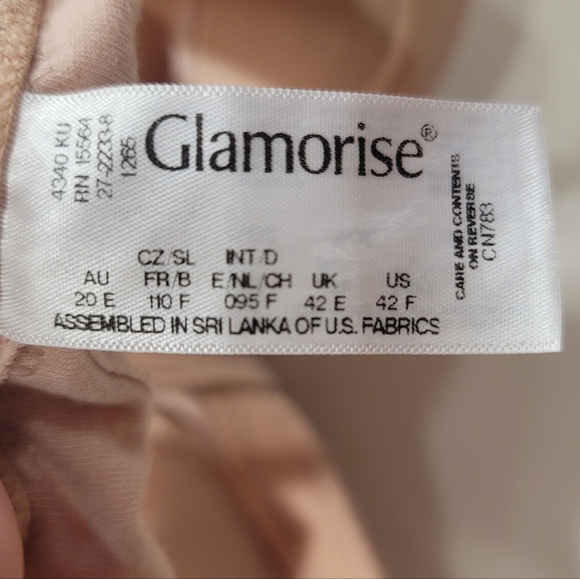 4340 KU
RN 15564
27-2233-8
1265
Glamorise®
CZ/SL INT/D
AU FR/B E/NL/CH UK US
20 E 110 F 095 F 42 E 42 F
ASSEMBLED IN SRI LANKA OF U.S. FABRICS
CARE AND CONTENTS
ON REVERSE
CN783